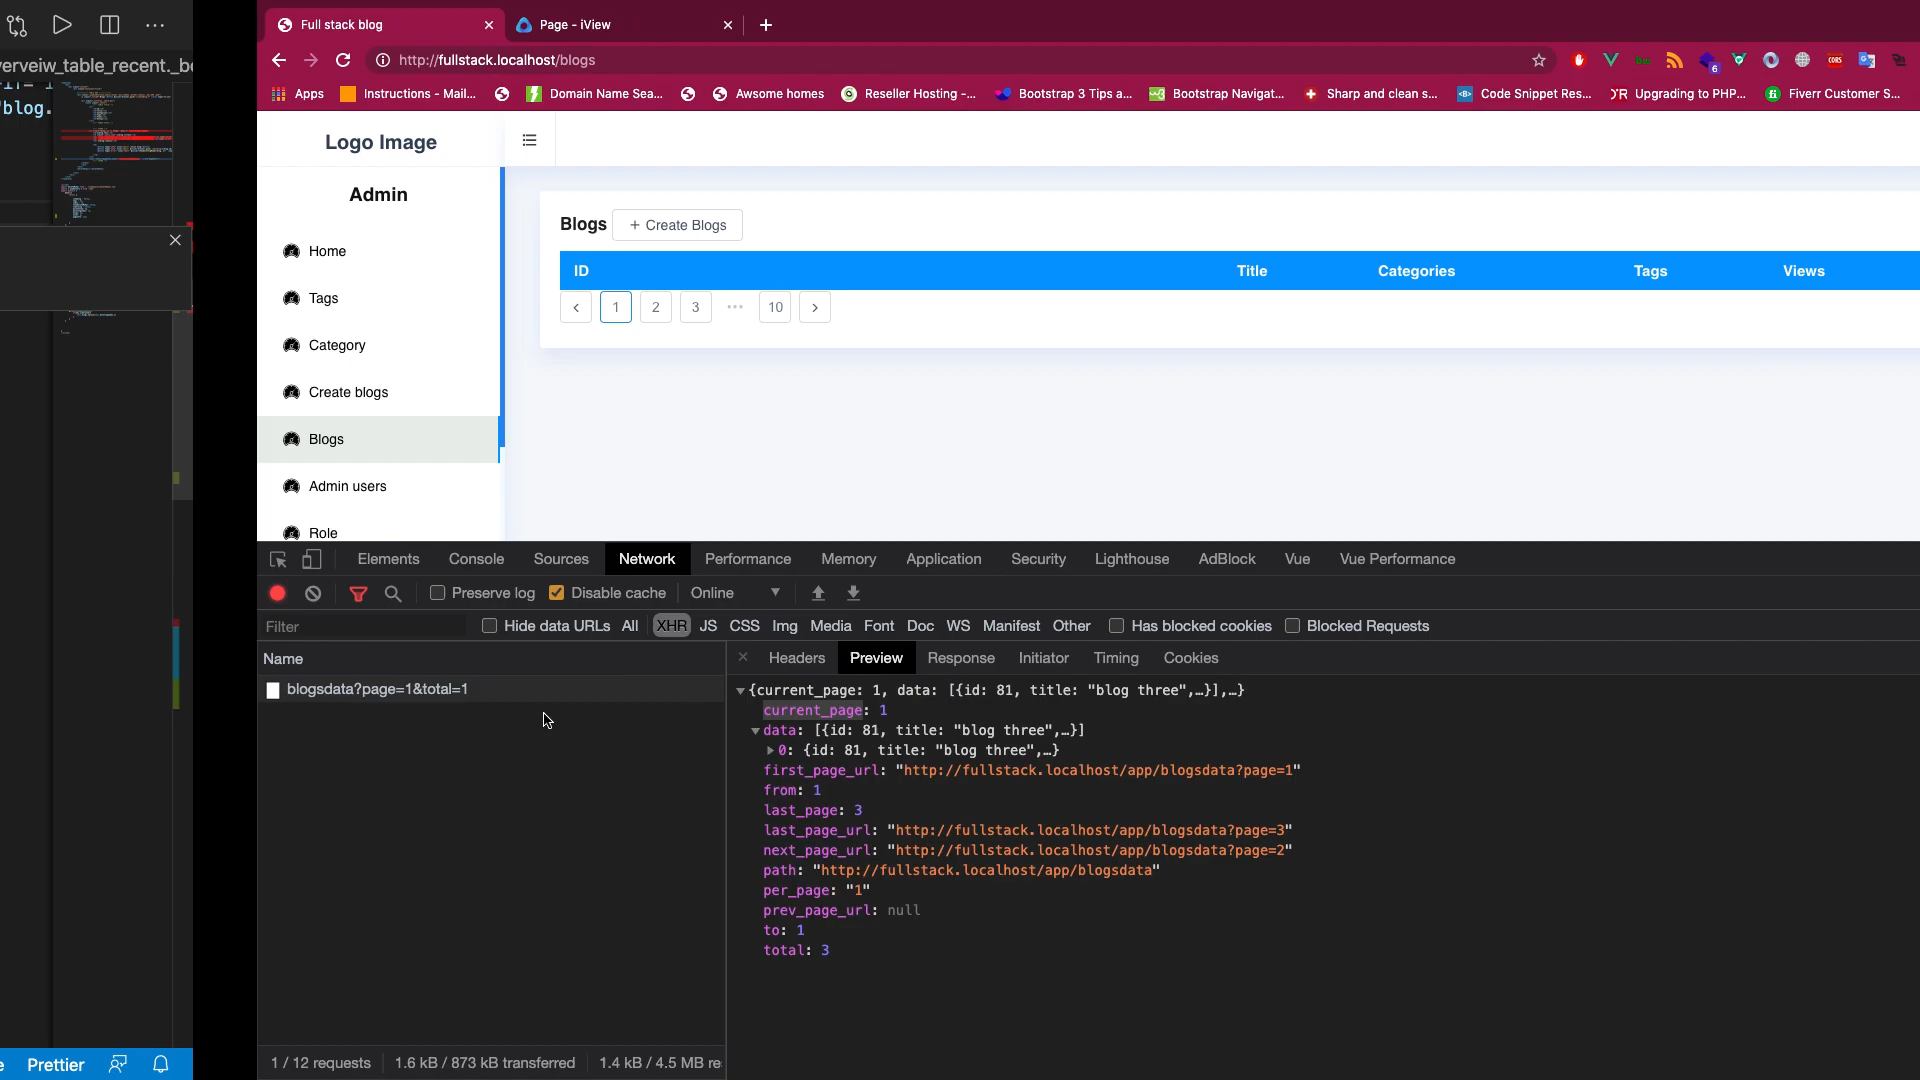 verveiw_table_recent._b
"blog.
Prettier
Full stack blog
Page - iView
http://fullstack.localhost/blogs
Apps
Instructions - Mail...
Domain Name Sea...
Awsome homes
Reseller Hosting -...
Bootstrap 3 Tips a...
Bootstrap Navigat...
Sharp and clean s...
Code Snippet Res...
Upgrading to PHP...
Fiverr Customer S...
Logo Image
Admin
Home
Tags
Category
Create blogs
Blogs
Admin users
Role
Blogs + Create Blogs
ID Title Categories Tags Views
< 1 2 3 ••• 10 >
Elements Console Sources Network Performance Memory Application Security Lighthouse AdBlock Vue Vue Performance
Preserve log Disable cache Online
Filter Hide data URLs All XHR JS CSS Img Media Font Doc WS Manifest Other Has blocked cookies Blocked Requests
Name
blogsdata?page=1&total=1
Headers Preview Response Initiator Timing Cookies
{current_page: 1, data: [{id: 81, title: "blog three",…}],…}
current_page: 1
data: [{id: 81, title: "blog three",…}]
0: {id: 81, title: "blog three",…}
first_page_url: "http://fullstack.localhost/app/blogsdata?page=1"
from: 1
last_page: 3
last_page_url: "http://fullstack.localhost/app/blogsdata?page=3"
next_page_url: "http://fullstack.localhost/app/blogsdata?page=2"
path: "http://fullstack.localhost/app/blogsdata"
per_page: "1"
prev_page_url: null
to: 1
total: 3
1 / 12 requests 1.6 kB / 873 kB transferred 1.4 kB / 4.5 MB re